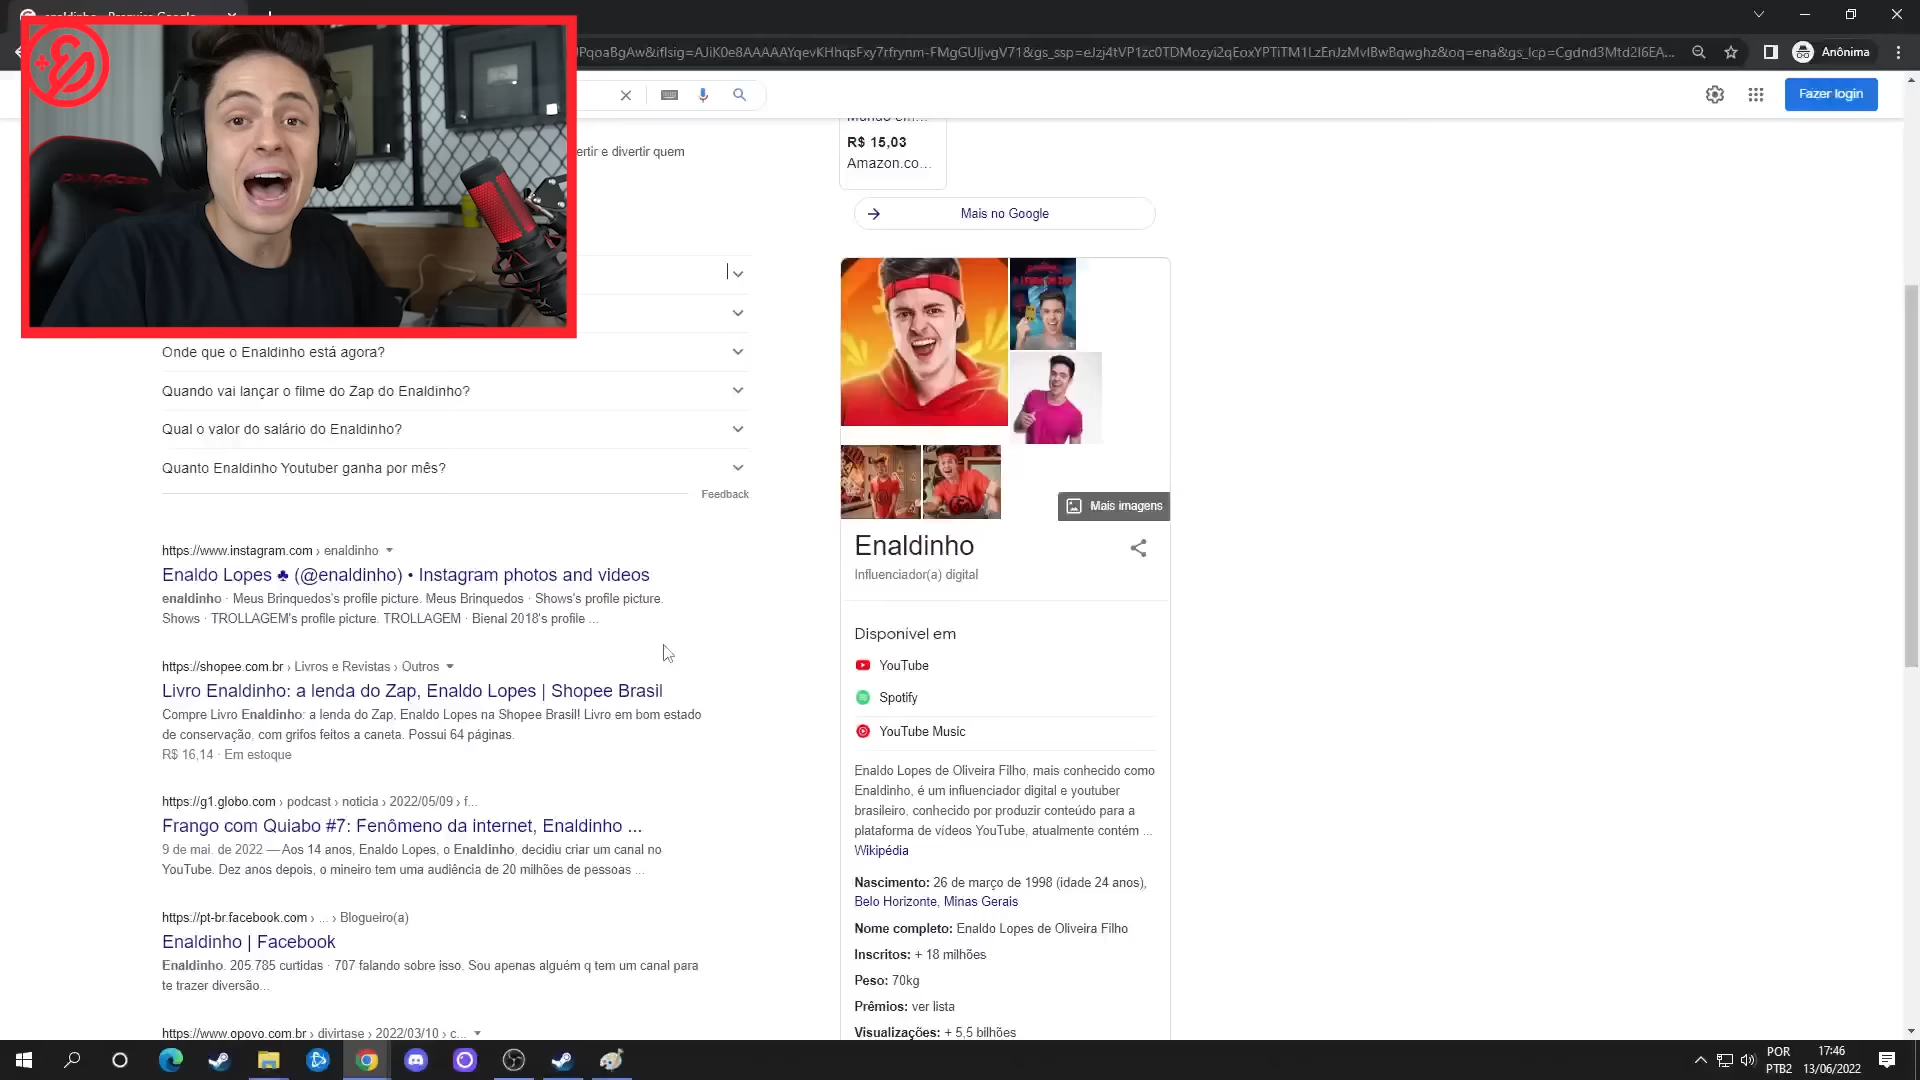 PqoaBgAw&iflsig=AJiK0e8AAAAAYqevKHhqsFxy7rfrynm-FMgGUljvgV71&gs_ssp=eJzj4tVP1zc0TDMozyi2qEoxYPTiTM1LzEnJzMvlBwBqwghz&oq=ena&gs_lcp=Cgdnd3Mtd2l6EA...
Anônima
Fazer login
ertir e divertir quem
R$ 15,03
Amazon.co...
Mais no Google
Onde que o Enaldinho está agora?
Quando vai lançar o filme do Zap do Enaldinho?
Qual o valor do salário do Enaldinho?
Quanto Enaldinho Youtuber ganha por mês?
Feedback
https://www.instagram.com › enaldinho
Enaldo Lopes ♣ (@enaldinho) • Instagram photos and videos
enaldinho · Meus Brinquedos's profile picture. Meus Brinquedos · Shows's profile picture.
Shows · TROLLAGEM's profile picture. TROLLAGEM · Bienal 2018's profile ...
https://shopee.com.br › Livros e Revistas › Outros
Livro Enaldinho: a lenda do Zap, Enaldo Lopes | Shopee Brasil
Compre Livro Enaldinho: a lenda do Zap, Enaldo Lopes na Shopee Brasil! Livro em bom estado
de conservação, com grifos feitos a caneta. Possui 64 páginas.
R$ 16,14 · Em estoque
https://g1.globo.com › podcast › noticia › 2022/05/09 › f...
Frango com Quiabo #7: Fenômeno da internet, Enaldinho ...
9 de mai. de 2022 — Aos 14 anos, Enaldo Lopes, o Enaldinho, decidiu criar um canal no
YouTube. Dez anos depois, o mineiro tem uma audiência de 20 milhões de pessoas ...
https://pt-br.facebook.com › ... › Blogueiro(a)
Enaldinho | Facebook
Enaldinho. 205.785 curtidas · 707 falando sobre isso. Sou apenas alguém q tem um canal para
te trazer diversão...
https://www.opovo.com.br › divirtase › 2022/03/10 › c...
Mais imagens
Enaldinho
Influenciador(a) digital
Disponível em
YouTube
Spotify
YouTube Music
Enaldo Lopes de Oliveira Filho, mais conhecido como
Enaldinho, é um influenciador digital e youtuber
brasileiro, conhecido por produzir conteúdo para a
plataforma de vídeos YouTube, atualmente contém ...
Wikipédia
Nascimento: 26 de março de 1998 (idade 24 anos),
Belo Horizonte, Minas Gerais
Nome completo: Enaldo Lopes de Oliveira Filho
Inscritos: + 18 milhões
Peso: 70kg
Prêmios: ver lista
Visualizações: + 5,5 bilhões
POR
PTB2
17:46
13/06/2022